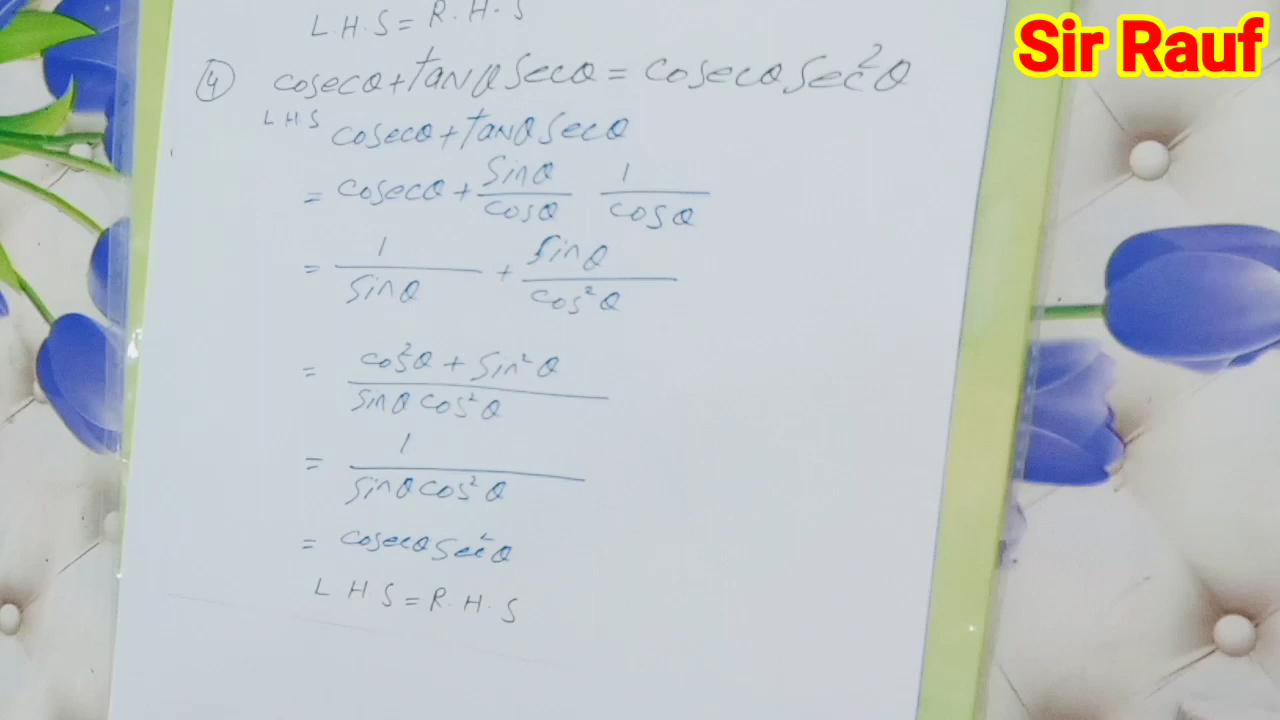 L.H.S = R.H.S
Sir Rauf
④ cosecθ + tanθ secθ = cosecθ sec²θ
LHS cosecθ + tanθ secθ
= cosecθ + sinθ/cosθ 1/cosθ
= 1/sinθ + sinθ/cos²θ
= cos²θ + sin²θ / sinθ cos²θ
= 1 / sinθ cos²θ
= cosecθ sec²θ
L H S = R.H.S